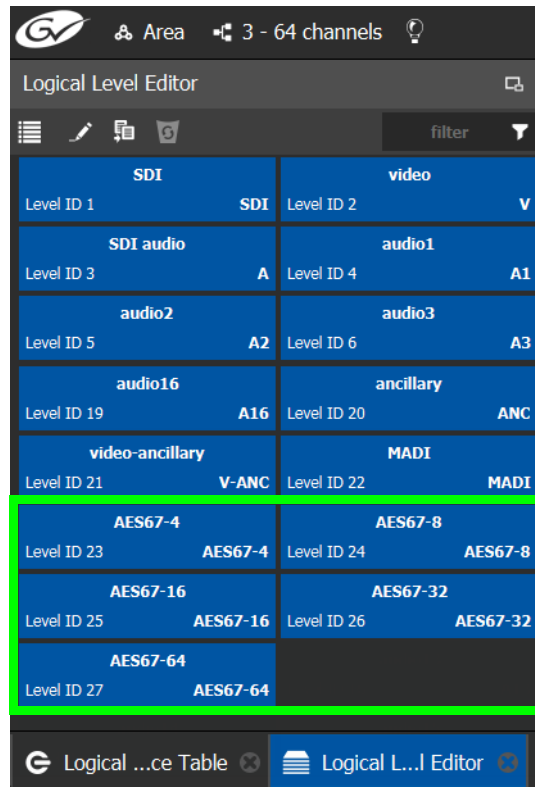 GV Area 3 - 64 channels
Logical Level Editor
filter
SDI video
Level ID 1 SDI Level ID 2 V
SDI audio audio1
Level ID 3 A Level ID 4 A1
audio2 audio3
Level ID 5 A2 Level ID 6 A3
audio16 ancillary
Level ID 19 A16 Level ID 20 ANC
video-ancillary MADI
Level ID 21 V-ANC Level ID 22 MADI
AES67-4 AES67-8
Level ID 23 AES67-4 Level ID 24 AES67-8
AES67-16 AES67-32
Level ID 25 AES67-16 Level ID 26 AES67-32
AES67-64
Level ID 27 AES67-64
Logical ...ce Table Logical L...l Editor